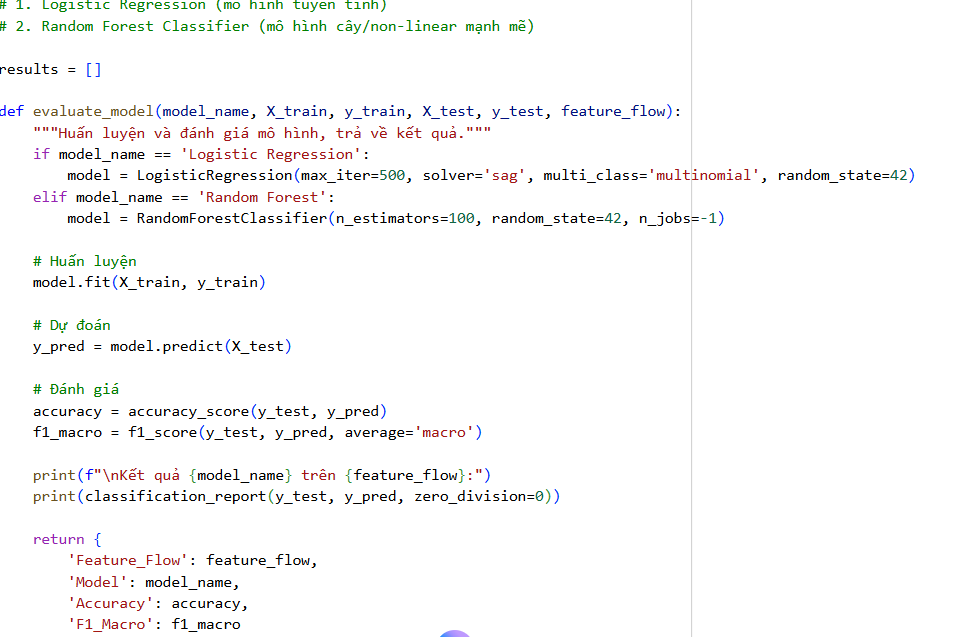 # 1. Logistic Regression (mô hình tuyến tính)
# 2. Random Forest Classifier (mô hình cây/non-linear mạnh mẽ)
results = []
def evaluate_model(model_name, X_train, y_train, X_test, y_test, feature_flow):
    """Huấn luyện và đánh giá mô hình, trả về kết quả."""
    if model_name == 'Logistic Regression':
        model = LogisticRegression(max_iter=500, solver='sag', multi_class='multinomial', random_state=42)
    elif model_name == 'Random Forest':
        model = RandomForestClassifier(n_estimators=100, random_state=42, n_jobs=-1)
    # Huấn luyện
    model.fit(X_train, y_train)
    # Dự đoán
    y_pred = model.predict(X_test)
    # Đánh giá
    accuracy = accuracy_score(y_test, y_pred)
    f1_macro = f1_score(y_test, y_pred, average='macro')
    print(f"\nKết quả {model_name} trên {feature_flow}:")
    print(classification_report(y_test, y_pred, zero_division=0))
    return {
        'Feature_Flow': feature_flow,
        'Model': model_name,
        'Accuracy': accuracy,
        'F1_Macro': f1_macro